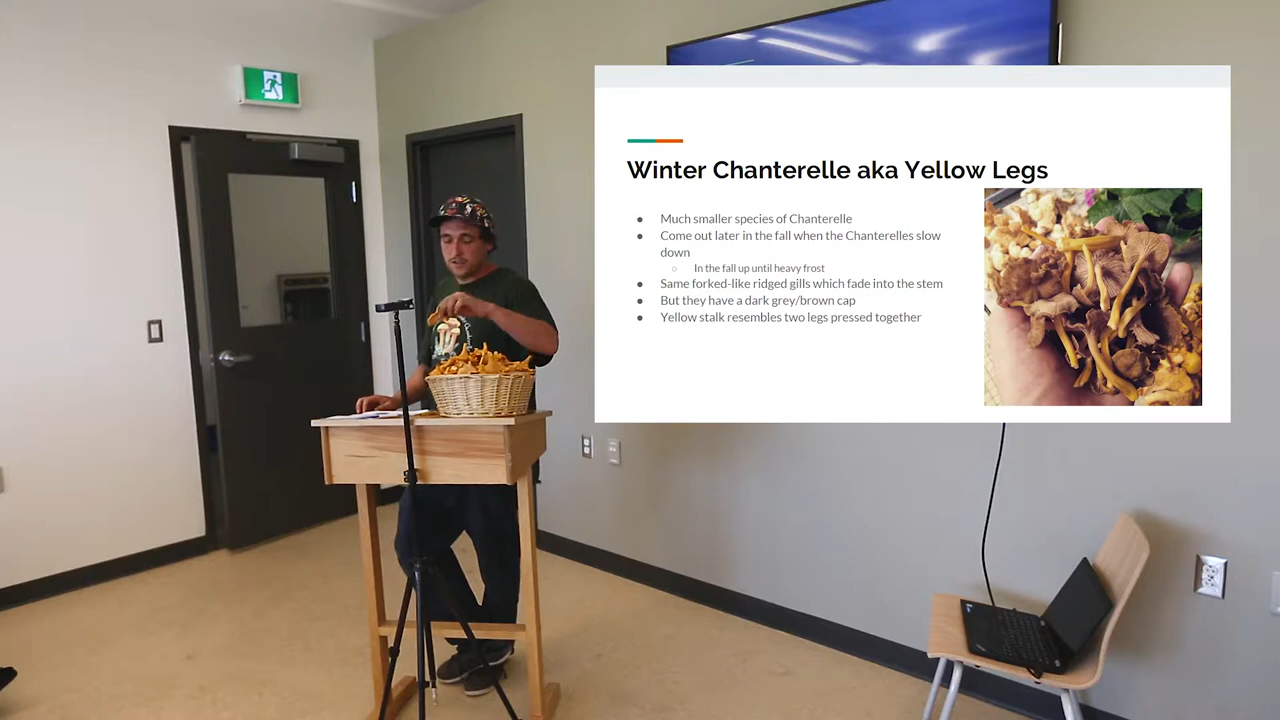 Winter Chanterelle aka Yellow Legs
● Much smaller species of Chanterelle
● Come out later in the fall when the Chanterelles slow
down
○ In the fall up until heavy frost
● Same forked-like ridged gills which fade into the stem
● But they have a dark grey/brown cap
● Yellow stalk resembles two legs pressed together